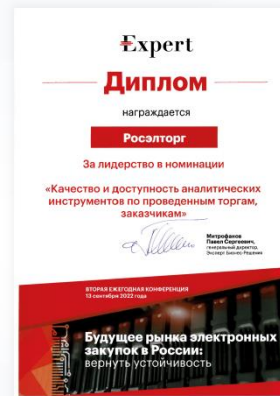 Expert
Диплом
награждается
Росэлторг
За лидерство в номинации
«Качество и доступность аналитических
инструментов по проведенным торгам,
заказчикам»
Митрофанов
Павел Сергеевич,
генеральный директор,
Эксперт Бизнес-Решения
ВТОРАЯ ЕЖЕГОДНАЯ КОНФЕРЕНЦИЯ
13 сентября 2022 года
Будущее рынка электронных
закупок в России:
вернуть устойчивость